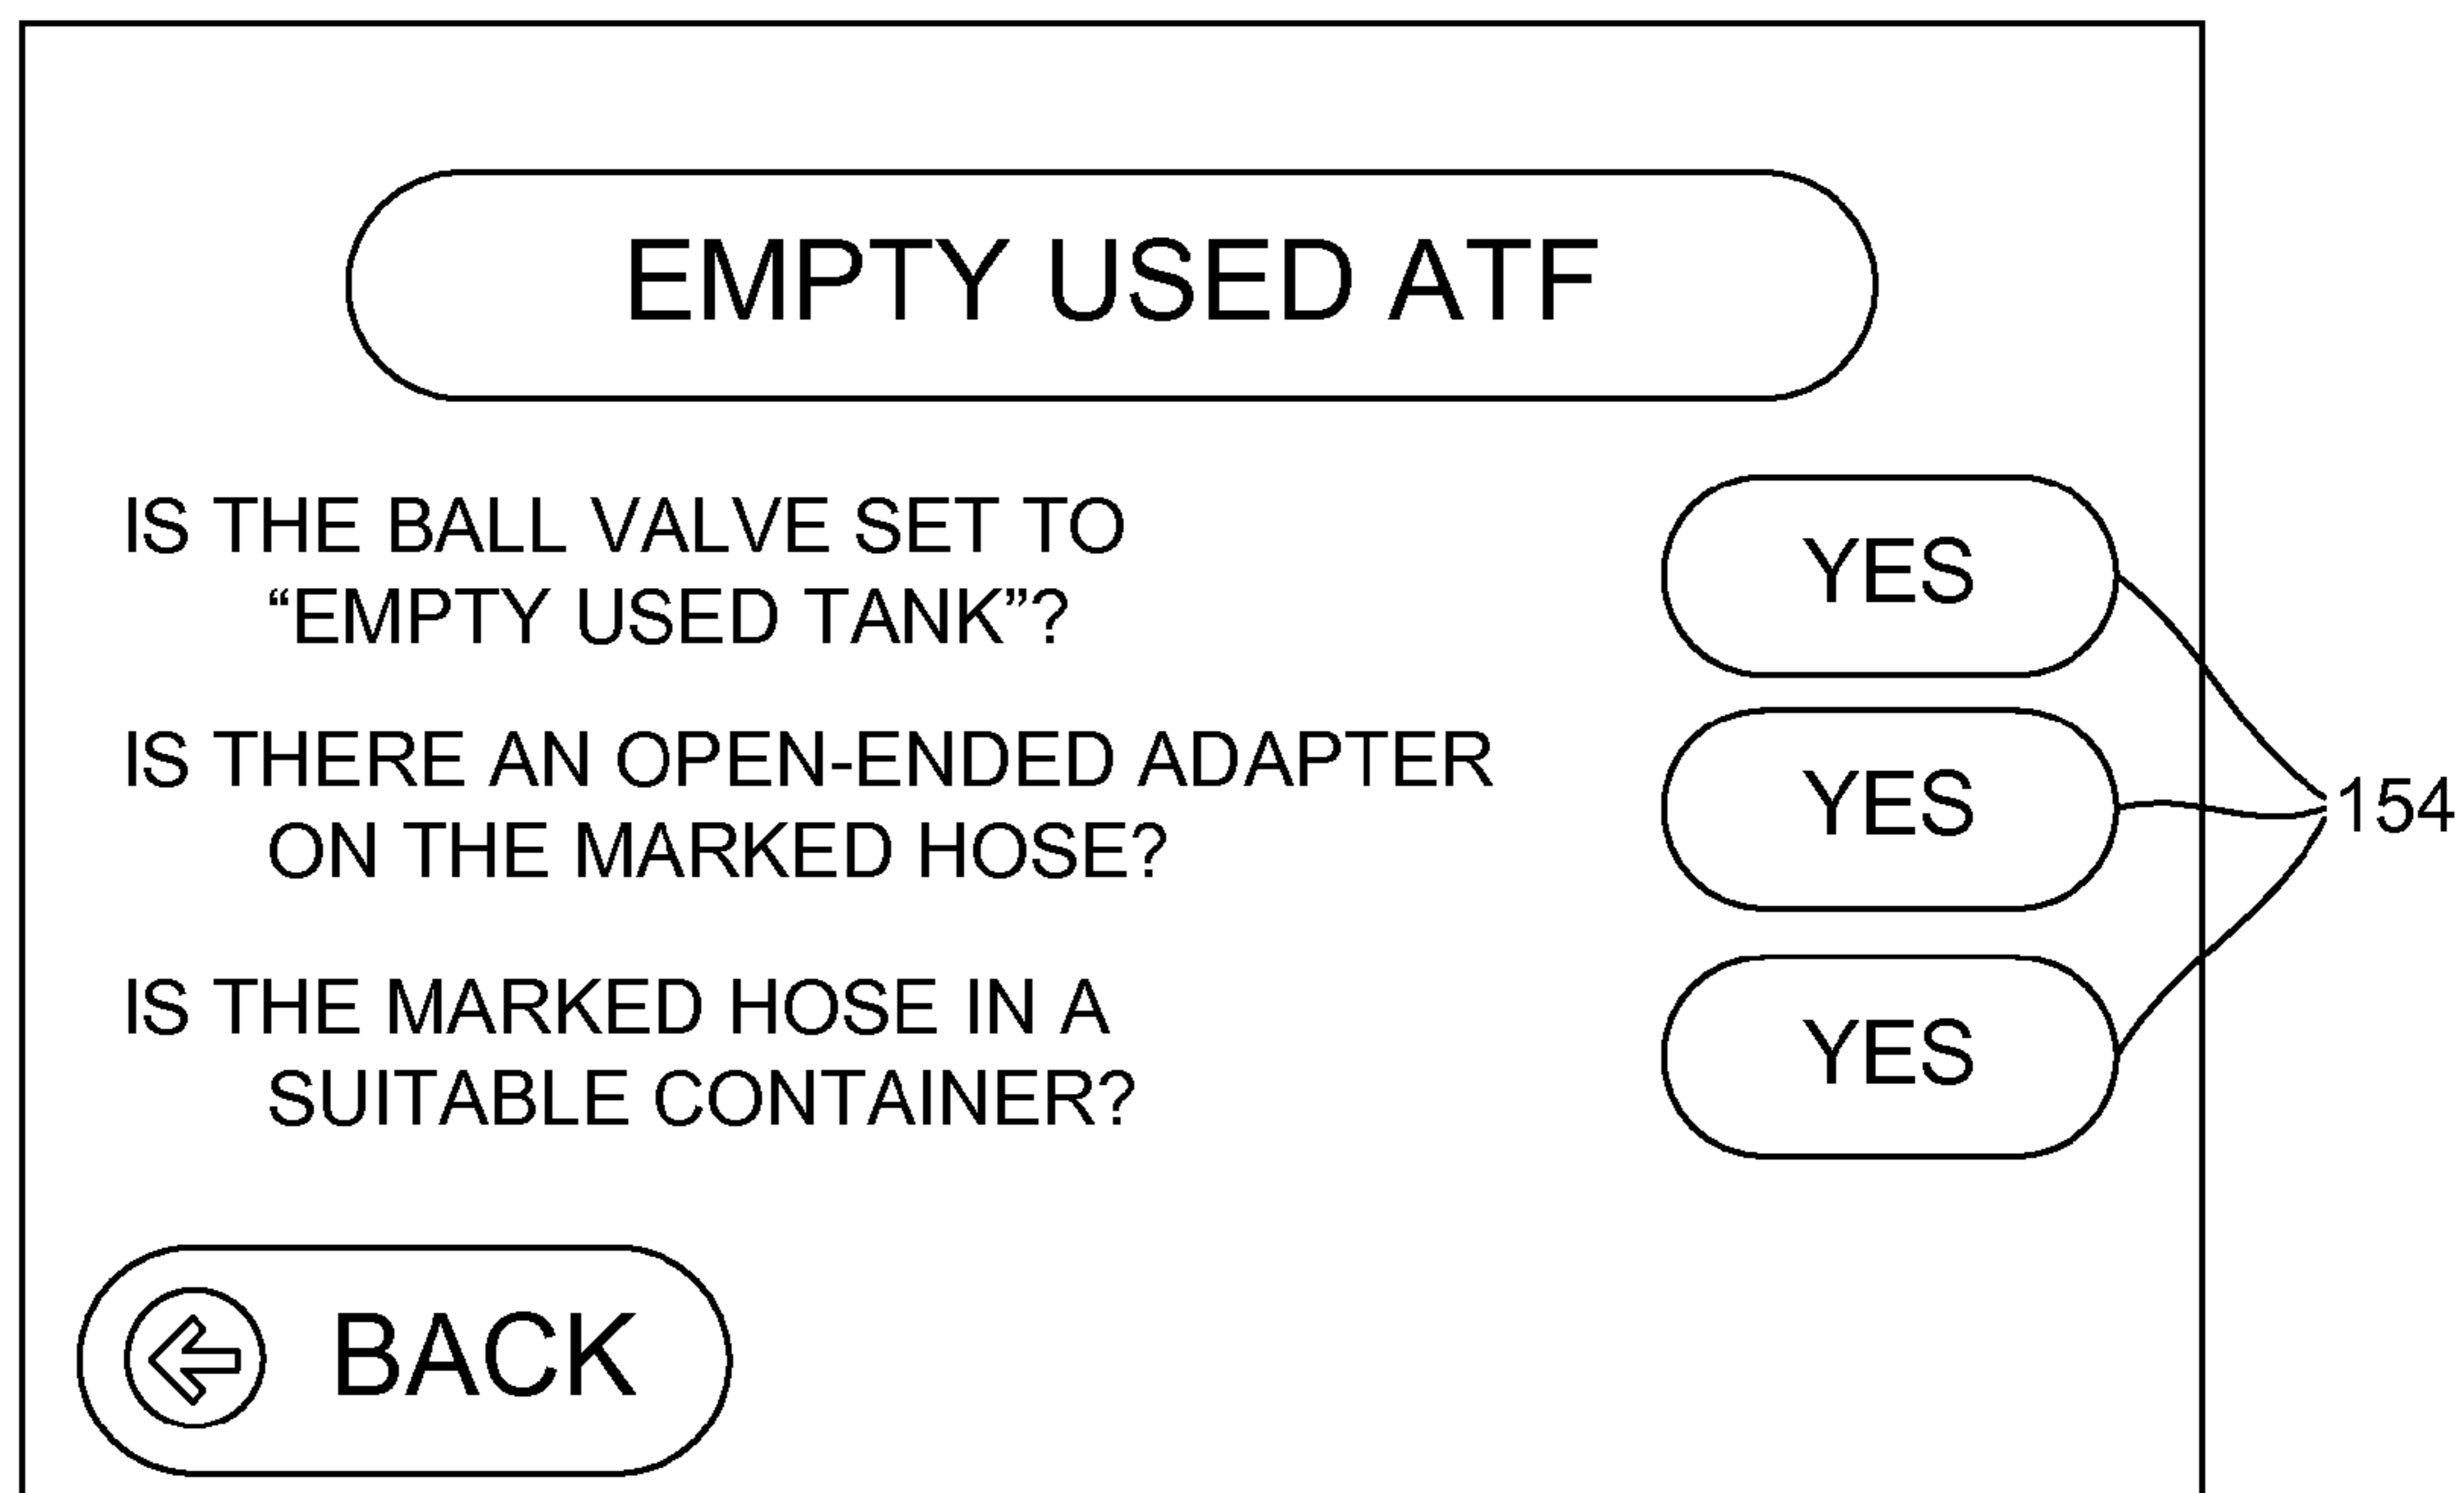 EMPTY USED ATF
IS THE BALL VALVE SET TO
“EMPTY USED TANK”?
YES
IS THERE AN OPEN-ENDED ADAPTER
ON THE MARKED HOSE?
YES
154
IS THE MARKED HOSE IN A
SUITABLE CONTAINER?
YES
BACK